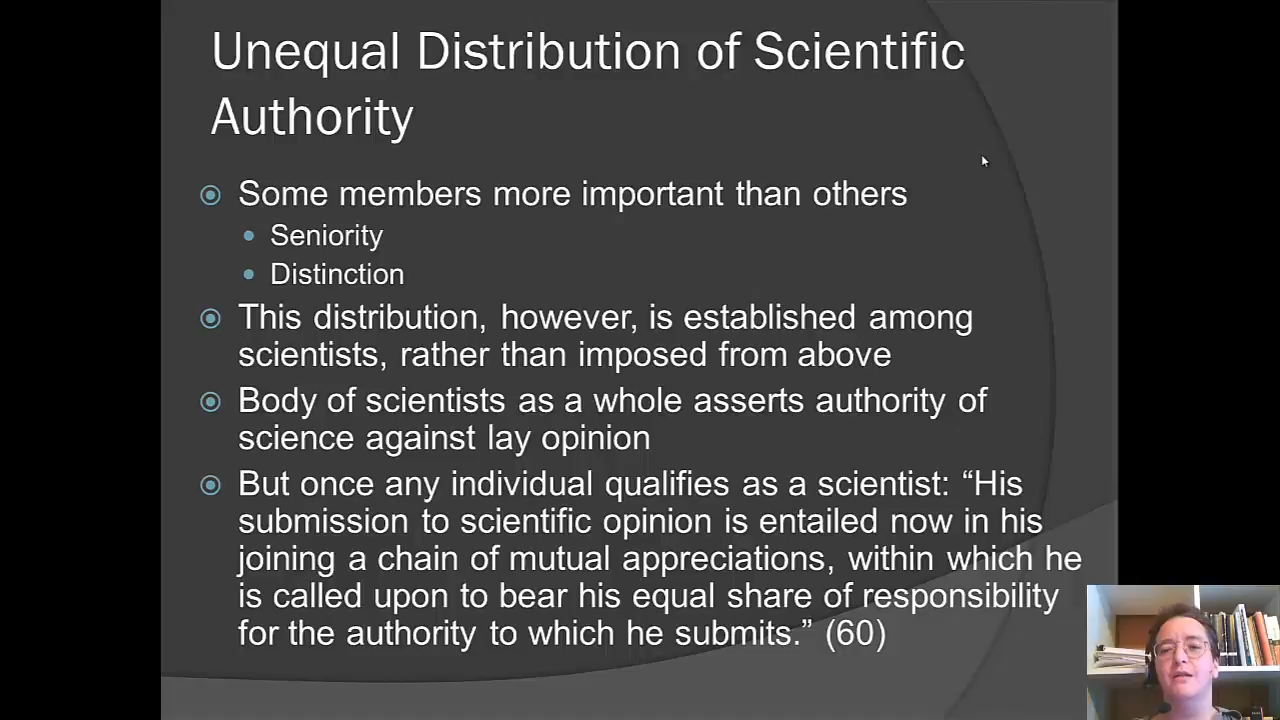 Unequal Distribution of Scientific
Authority
Some members more important than others
Seniority
Distinction
This distribution, however, is established among
scientists, rather than imposed from above
Body of scientists as a whole asserts authority of
science against lay opinion
But once any individual qualifies as a scientist: “His
submission to scientific opinion is entailed now in his
joining a chain of mutual appreciations, within which he
is called upon to bear his equal share of responsibility
for the authority to which he submits.” (60)